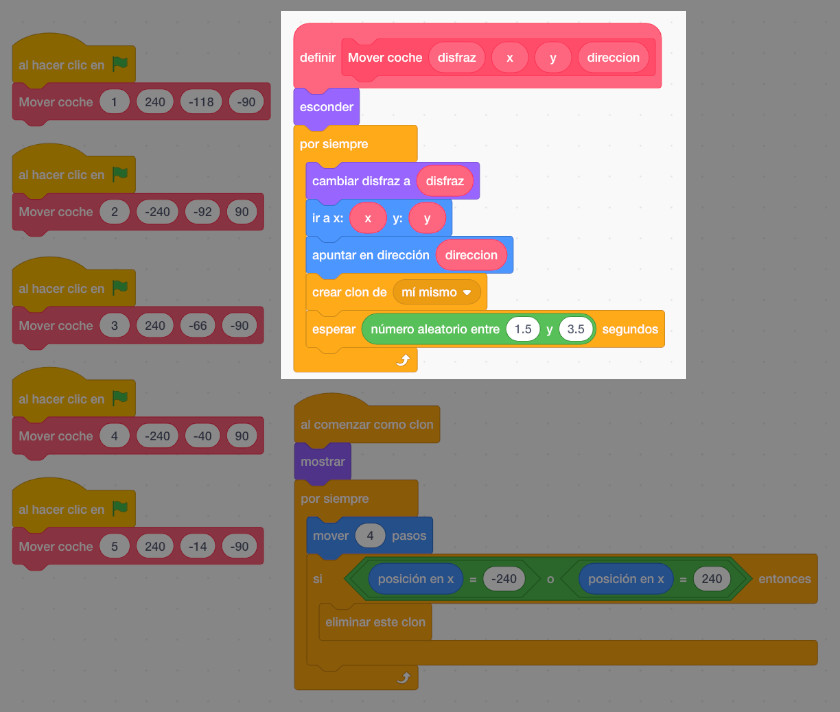 al hacer clic en
Mover coche 1 240 -118 -90
al hacer clic en
Mover coche 2 -240 -92 90
al hacer clic en
Mover coche 3 240 -66 -90
al hacer clic en
Mover coche 4 -240 -40 90
al hacer clic en
Mover coche 5 240 -14 -90
definir Mover coche disfraz x y direccion
esconder
por siempre
cambiar disfraz a disfraz
ir a x: x y: y
apuntar en dirección direccion
crear clon de mí mismo
esperar número aleatorio entre 1.5 y 3.5 segundos
al comenzar como clon
mostrar
por siempre
mover 4 pasos
si posición en x = -240 o posición en x = 240 entonces
eliminar este clon